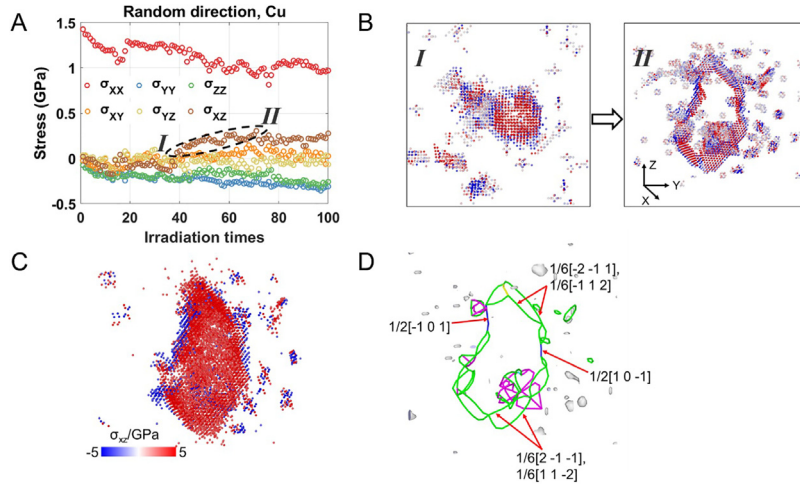 A
Random direction, Cu
Stress (GPa)
1.5
1
0.5
0
-0.5
σXX σYY σZZ
σXY σYZ σXZ
I
II
0 20 40 60 80 100
Irradiation times
B
I
II
Z
Y
X
C
σxz/GPa
-5 5
D
1/6[-2 -1 1],
1/6[-1 1 2]
1/2[-1 0 1]
1/2[1 0 -1]
1/6[2 -1 -1],
1/6[1 1 -2]